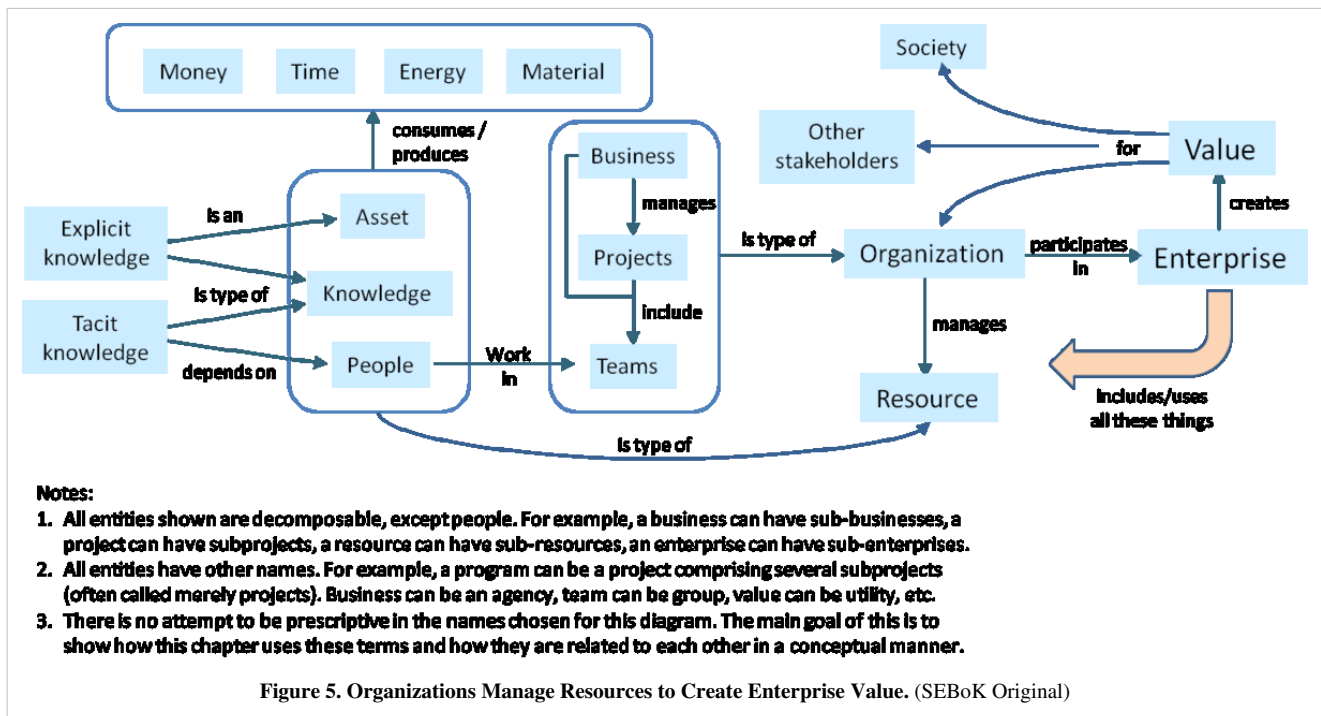 Money
Time
Energy
Material
Society
consumes /
produces
Other
stakeholders
for
Value
Business
manages
creates
Explicit
knowledge
Is an
Asset
Is type of
Knowledge
Projects
Is type of
Organization
participates
in
Enterprise
Tacit
knowledge
depends on
People
Work
in
include
Teams
manages
Resource
Is type of
Includes/uses
all these things
Notes:
1. All entities shown are decomposable, except people. For example, a business can have sub-businesses, a
project can have subprojects, a resource can have sub-resources, an enterprise can have sub-enterprises.
2. All entities have other names. For example, a program can be a project comprising several subprojects
(often called merely projects). Business can be an agency, team can be group, value can be utility, etc.
3. There is no attempt to be prescriptive in the names chosen for this diagram. The main goal of this is to
show how this chapter uses these terms and how they are related to each other in a conceptual manner.
Figure 5. Organizations Manage Resources to Create Enterprise Value. (SEBoK Original)